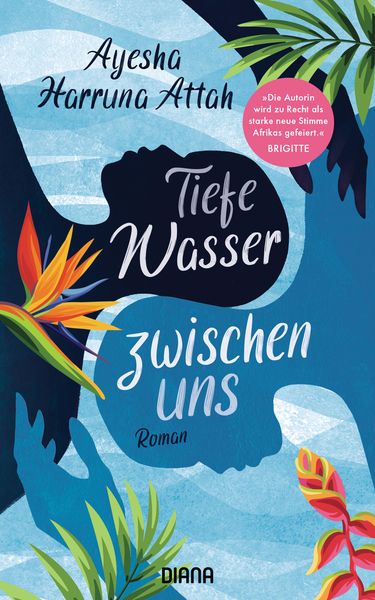 Ayesha
Harruna Attah
»Die Autorin
wird zu Recht als
starke neue Stimme
Afrikas gefeiert.«
BRIGITTE
Tiefe
Wasser
zwischen
uns
Roman
DIANA